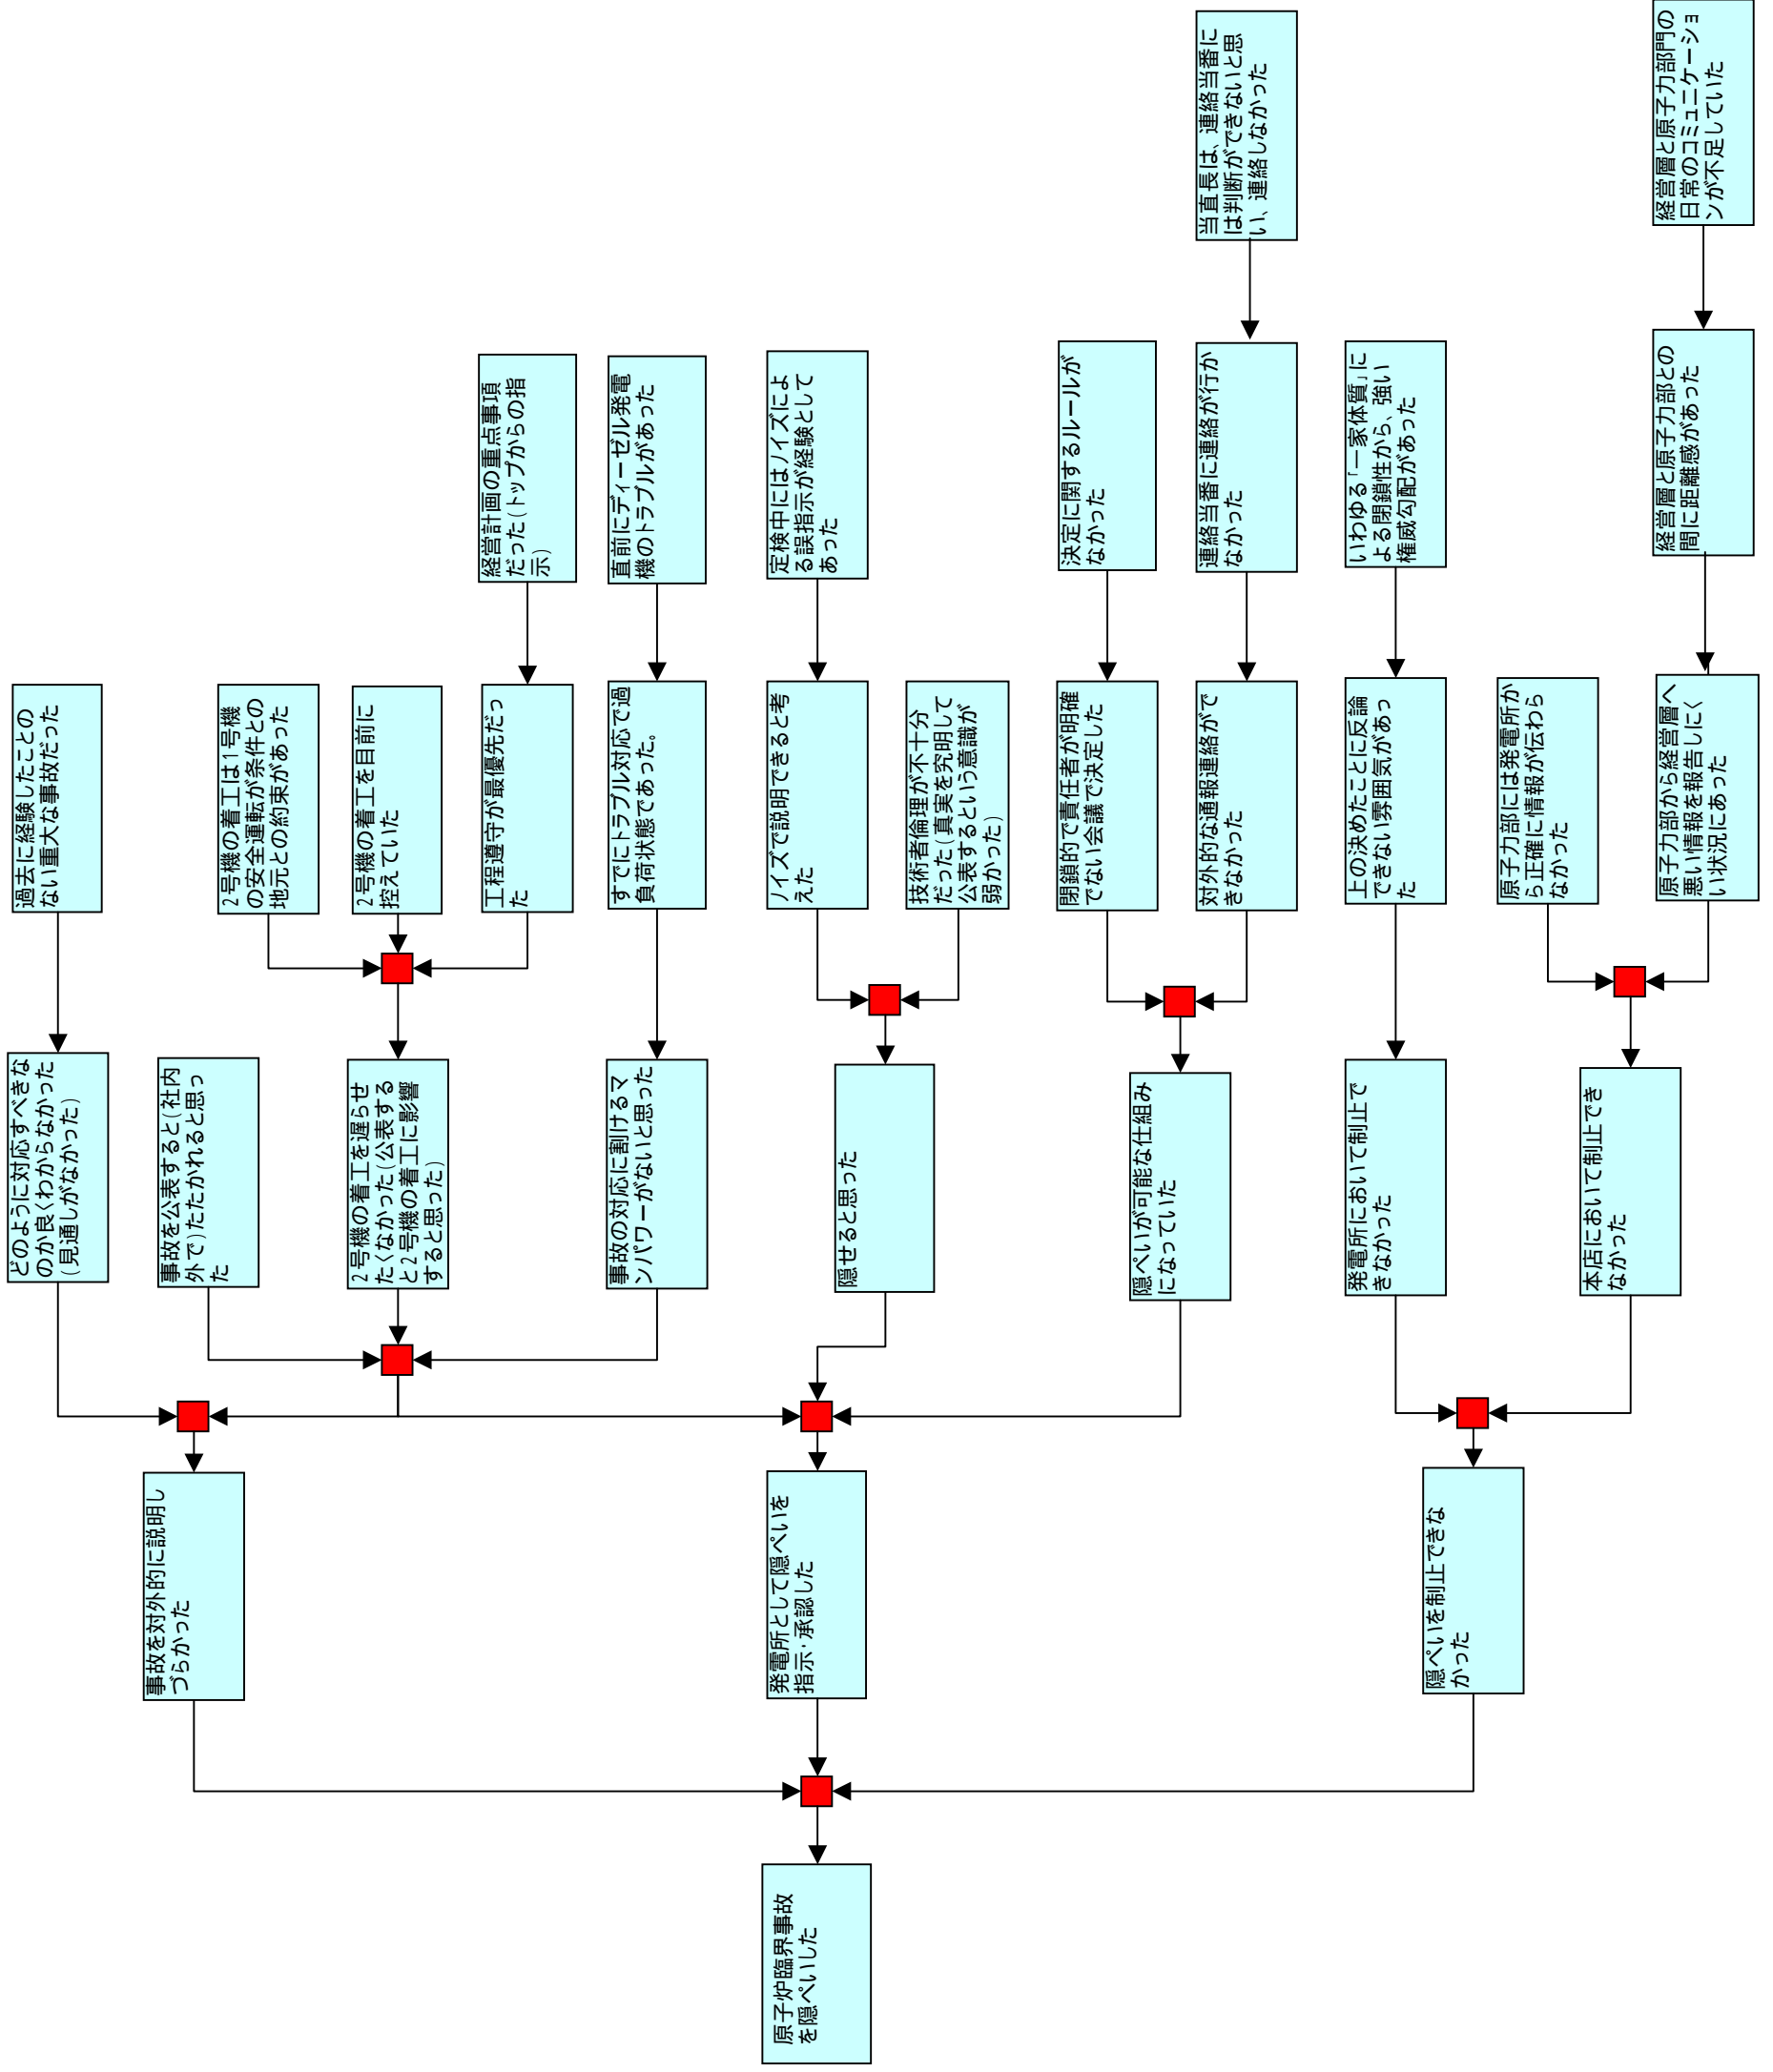 原子炉臨界事故
を隠ぺいした
事故を対外的に説明し
づらかった
発電所として隠ぺいを
指示・承認した
隠ぺいを制止できな
かった
どのように対応すべきな
のか良くわからなかった
(見通しがなかった)
事故を公表すると(社内
外で)たたかれると思っ
た
2号機の着工を遅らせ
たくなかった(公表する
と2号機の着工に影響
すると思った)
事故の対応に割けるマ
ンパワーがないと思った
隠せると思った
隠ぺいが可能な仕組み
になっていた
発電所において制止で
きなかった
本店において制止でき
なかった
過去に経験したことの
ない重大な事故だった
2号機の着工は1号機
の安全運転が条件との
地元との約束があった
2号機の着工を目前に
控えていた
工程遵守が最優先だっ
た
すでにトラブル対応で過
負荷状態であった。
ノイズで説明できると考
えた
技術者倫理が不十分
だった(真実を究明して
公表するという意識が
弱かった)
閉鎖的で責任者が明確
でない会議で決定した
対外的な通報連絡がで
きなかった
上の決めたことに反論
できない雰囲気があっ
た
原子力部には発電所か
ら正確に情報が伝わら
なかった
原子力部から経営層へ
悪い情報を報告しにく
い状況にあった
経営計画の重点事項
だった(トップからの指
示)
直前にディーゼル発電
機のトラブルがあった
定検中にはノイズによ
る誤指示が経験として
あった
決定に関するルールが
なかった
連絡当番に連絡が行か
なかった
いわゆる「一家体質」に
よる閉鎖性から、強い
権威勾配があった
経営層と原子力部との
間に距離感があった
当直長は、連絡当番に
は判断ができないと思
い、連絡しなかった
経営層と原子力部門の
日常のコミュニケーショ
ンが不足していた